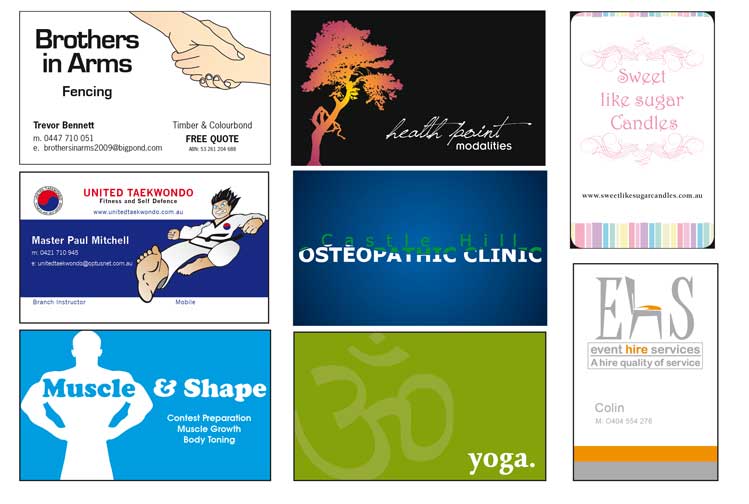 Brothers
in Arms
Fencing
Trevor Bennett
m. 0447 710 051
e. brothersinarms2009@bigpond.com
Timber & Colourbond
FREE QUOTE
ABN: 53 261 204 688
health point
modalities
Sweet
like sugar
Candles
www.sweetlikesugarcandles.com.au
UNITED TAEKWONDO
Fitness and Self Defence
www.unitedtaekwondo.com.au
Master Paul Mitchell
m: 0421 710 945
e: unitedtaekwondo@optusnet.com.au
Branch Instructor
Mobile
Castle Hill
OSTEOPATHIC CLINIC
EHS
event hire services
A hire quality of service
Colin
M: O404 554 276
Muscle & Shape
Contest Preparation
Muscle Growth
Body Toning
ॐ
yoga.